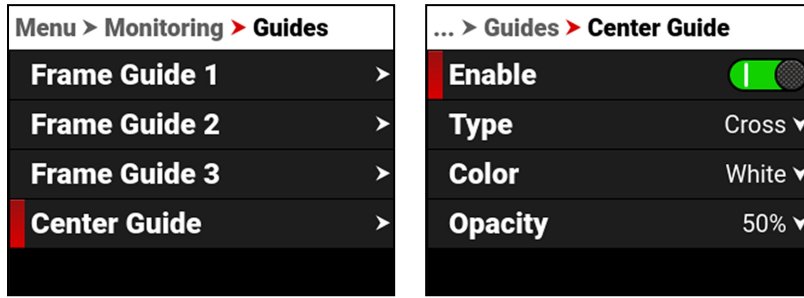 Menu > Monitoring > Guides
Frame Guide 1
Frame Guide 2
Frame Guide 3
Center Guide
... > Guides > Center Guide
Enable
Type Cross
Color White
Opacity 50%